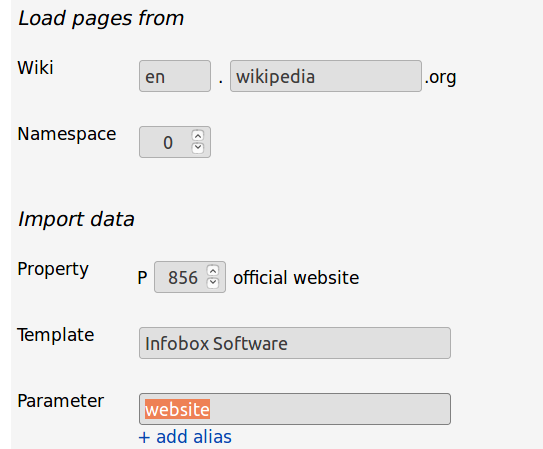 Load pages from
Wiki en . wikipedia .org
Namespace 0
Import data
Property P 856 official website
Template Infobox Software
Parameter website
+ add alias